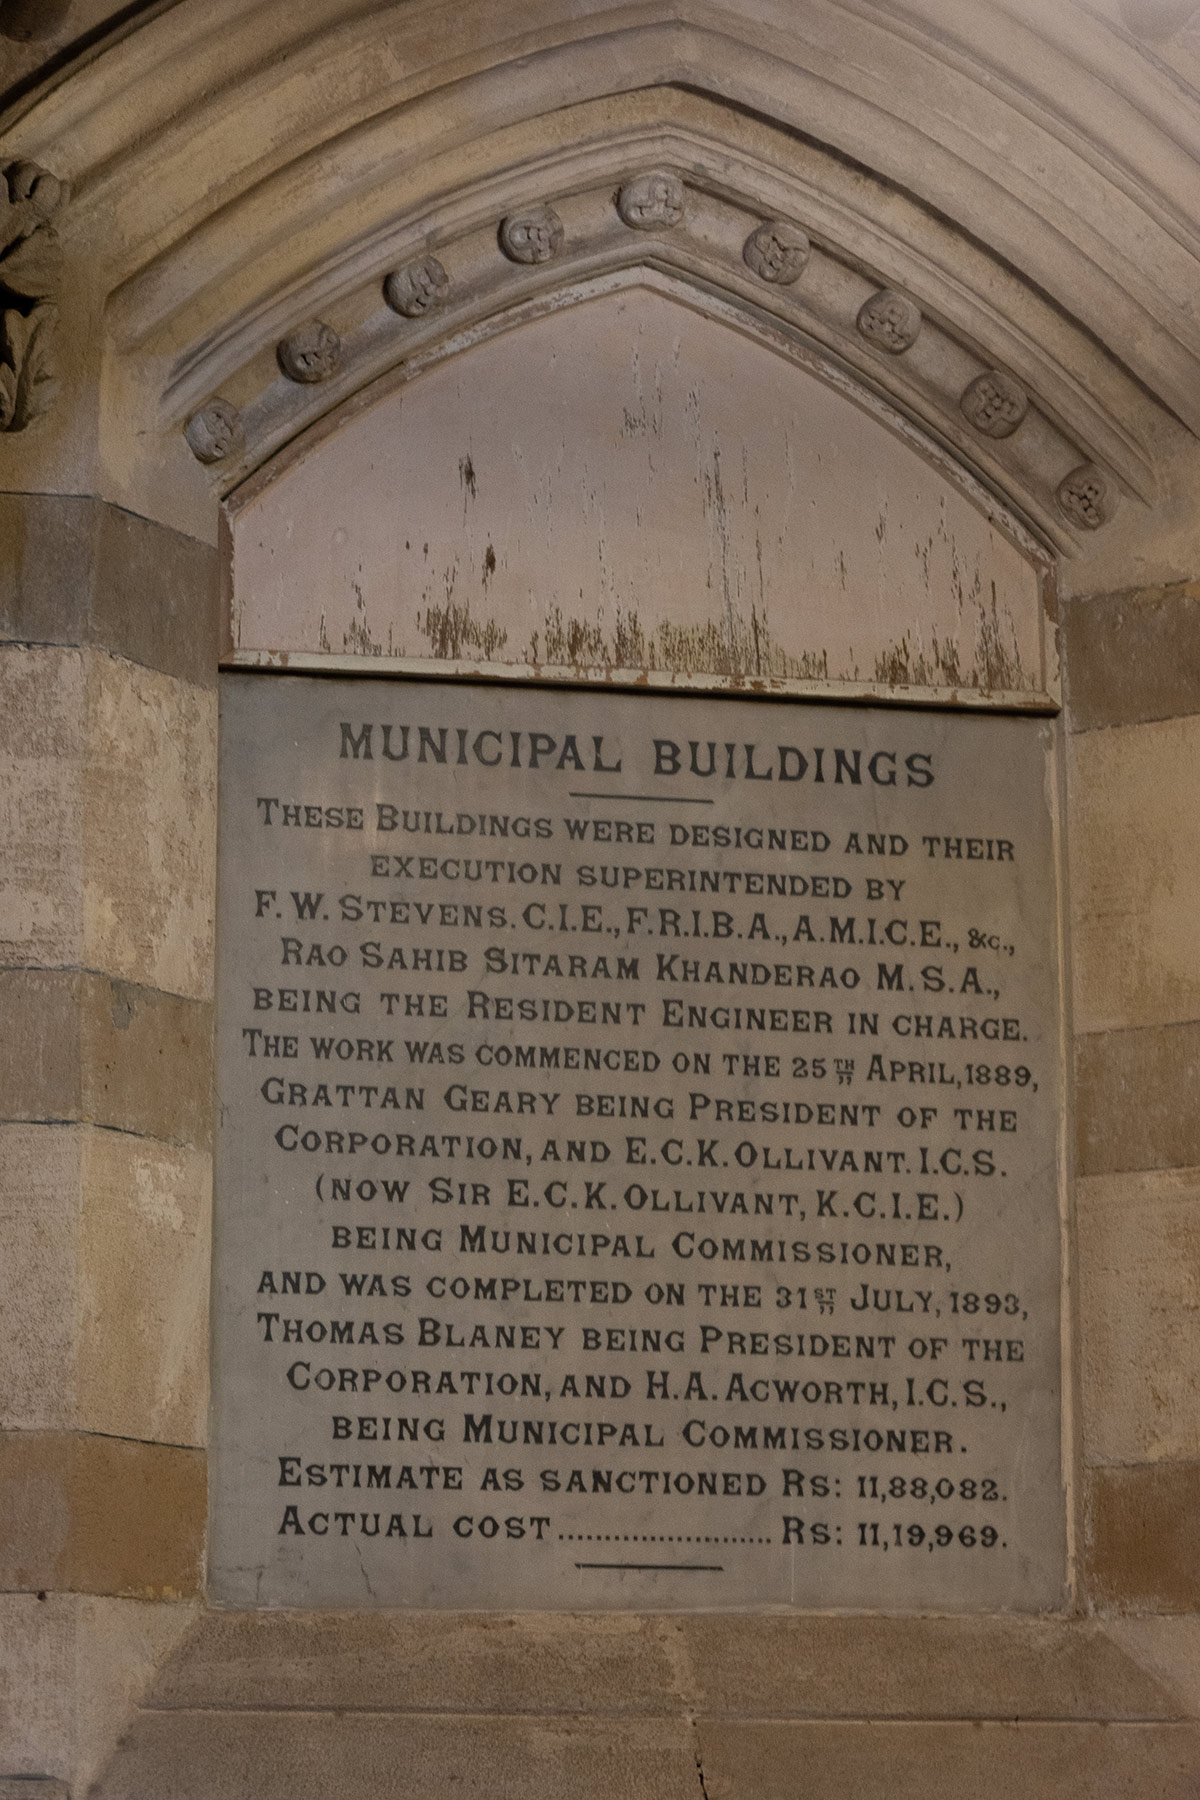 MUNICIPAL BUILDINGS
THESE BUILDINGS WERE DESIGNED AND THEIR
EXECUTION SUPERINTENDED BY
F. W. STEVENS. C.I.E., F.R.I.B.A., A.M.I.C.E., &c.,
RAO SAHIB SITARAM KHANDERAO M.S.A.,
BEING THE RESIDENT ENGINEER IN CHARGE.
THE WORK WAS COMMENCED ON THE 25TH APRIL, 1889,
GRATTAN GEARY BEING PRESIDENT OF THE
CORPORATION, AND E.C.K. OLLIVANT. I.C.S.
(NOW SIR E.C.K. OLLIVANT, K.C.I.E.)
BEING MUNICIPAL COMMISSIONER,
AND WAS COMPLETED ON THE 31ST JULY, 1893,
THOMAS BLANEY BEING PRESIDENT OF THE
CORPORATION, AND H.A. ACWORTH, I.C.S.,
BEING MUNICIPAL COMMISSIONER.
ESTIMATE AS SANCTIONED RS: 11,88,082.
ACTUAL COST....................... RS: 11,19,969.